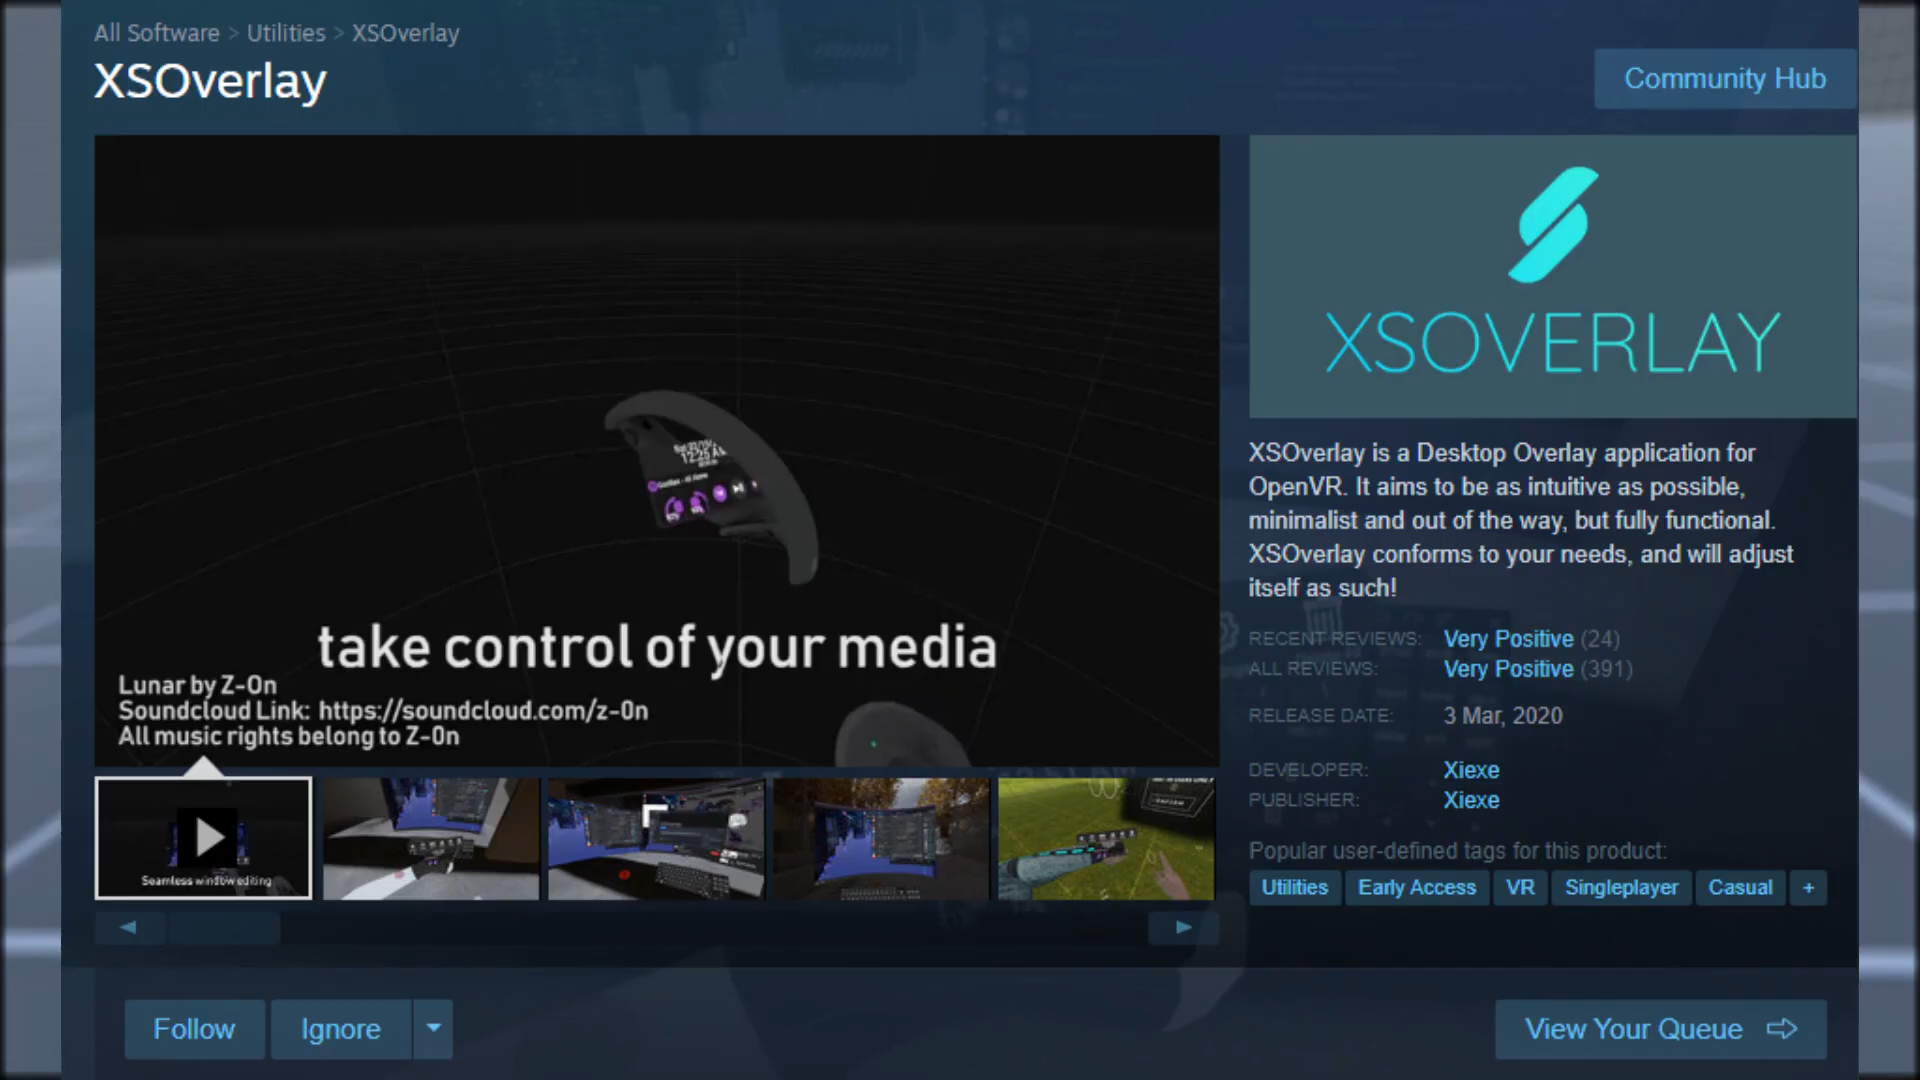 All Software > Utilities > XSOverlay
XSOverlay
Community Hub
take control of your media
Lunar by Z-On
Soundcloud Link: https://soundcloud.com/z-0n
All music rights belong to Z-0n
Seamless window editing
XSOVERLAY
XSOverlay is a Desktop Overlay application for
OpenVR. It aims to be as intuitive as possible,
minimalist and out of the way, but fully functional.
XSOverlay conforms to your needs, and will adjust
itself as such!
RECENT REVIEWS: Very Positive (24)
ALL REVIEWS: Very Positive (391)
RELEASE DATE: 3 Mar, 2020
DEVELOPER: Xiexe
PUBLISHER: Xiexe
Popular user-defined tags for this product:
Utilities Early Access VR Singleplayer Casual +
Follow Ignore
View Your Queue